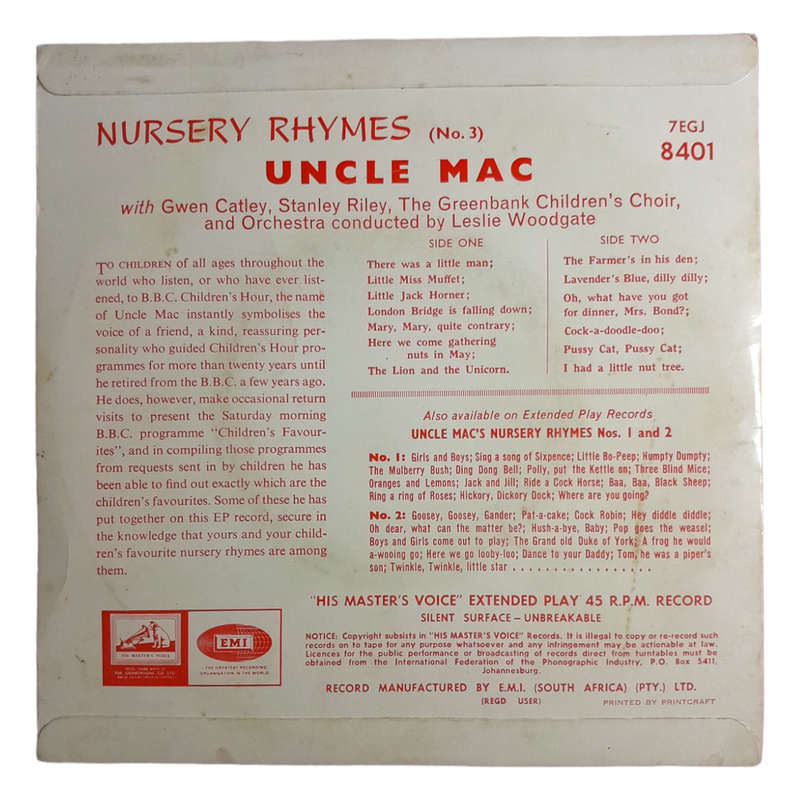 NURSERY RHYMES (No. 3)
7EGJ
8401
UNCLE MAC
with Gwen Catley, Stanley Riley, The Greenbank Children's Choir,
and Orchestra conducted by Leslie Woodgate
TO CHILDREN of all ages throughout the
world who listen, or who have ever list-
ened, to B.B.C. Children's Hour, the name
of Uncle Mac instantly symbolises the
voice of a friend, a kind, reassuring per-
sonality who guided Children's Hour pro-
grammes for more than twenty years until
he retired from the B.B.C. a few years ago.
He does, however, make occasional return
visits to present the Saturday morning
B.B.C. programme "Children's Favour-
ites", and in compiling those programmes
from requests sent in by children he has
been able to find out exactly which are the
children's favourites. Some of these he has
put together on this EP record, secure in
the knowledge that yours and your child-
ren's favourite nursery rhymes are among
them.
SIDE ONE
There was a little man;
Little Miss Muffet;
Little Jack Horner;
London Bridge is falling down;
Mary, Mary, quite contrary;
Here we come gathering
nuts in May;
The Lion and the Unicorn.
SIDE TWO
The Farmer's in his den;
Lavender's Blue, dilly dilly;
Oh, what have you got
for dinner, Mrs. Bond?;
Cock-a-doodle-doo;
Pussy Cat, Pussy Cat;
I had a little nut tree.
Also available on Extended Play Records
UNCLE MAC'S NURSERY RHYMES Nos. 1 and 2
No. 1: Girls and Boys; Sing a song of Sixpence; Little Bo-Peep; Humpty Dumpty;
The Mulberry Bush; Ding Dong Bell; Polly, put the Kettle on; Three Blind Mice;
Oranges and Lemons; Jack and Jill; Ride a Cock Horse; Baa, Baa, Black Sheep;
Ring a ring of Roses; Hickory, Dickory Dock; Where are you going?
No. 2: Goosey, Goosey, Gander; Pat-a-cake; Cock Robin; Hey diddle diddle;
Oh dear, what can the matter be?; Hush-a-bye, Baby; Pop goes the weasel;
Boys and Girls come out to play; The Grand old Duke of York; A frog he would
a-wooing go; Here we go looby-loo; Dance to your Daddy; Tom, he was a piper's
son; Twinkle, Twinkle, little star . . . . . . . . . . . . . . . . .
"HIS MASTER'S VOICE" EXTENDED PLAY 45 R.P.M. RECORD
SILENT SURFACE – UNBREAKABLE
NOTICE: Copyright subsists in "HIS MASTER'S VOICE" Records. It is illegal to copy or re-record such
records on to tape for any purpose whatsoever and any infringement may be actionable at law.
Licences for the public performance or broadcasting of records direct from turntables must be
obtained from the International Federation of the Phonographic Industry, P.O. Box 5411,
Johannesburg.
RECORD MANUFACTURED BY E.M.I. (SOUTH AFRICA) (PTY.) LTD.
(REGD USER)
PRINTED BY PRINTCRAFT
"HIS MASTER'S VOICE"
THE GRAMOPHONE CO. LTD.
EMI
THE GREATEST RECORDING
ORGANISATION IN THE WORLD